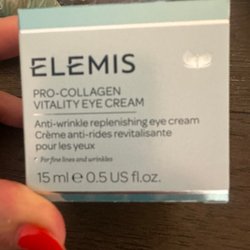 ELEMIS
PRO-COLLAGEN
VITALITY EYE CREAM
Anti-wrinkle replenishing eye cream
Crème anti-rides revitalisante
pour les yeux
For fine lines and wrinkles
15 ml e 0.5 US fl.oz.